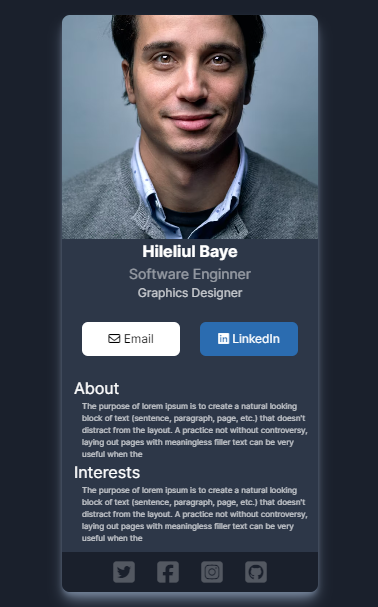 Hileliul Baye
Software Enginner
Graphics Designer
Email
LinkedIn
About
The purpose of lorem ipsum is to create a natural looking
block of text (sentence, paragraph, page, etc.) that doesn't
distract from the layout. A practice not without controversy,
laying out pages with meaningless filler text can be very
useful when the
Interests
The purpose of lorem ipsum is to create a natural looking
block of text (sentence, paragraph, page, etc.) that doesn't
distract from the layout. A practice not without controversy,
laying out pages with meaningless filler text can be very
useful when the